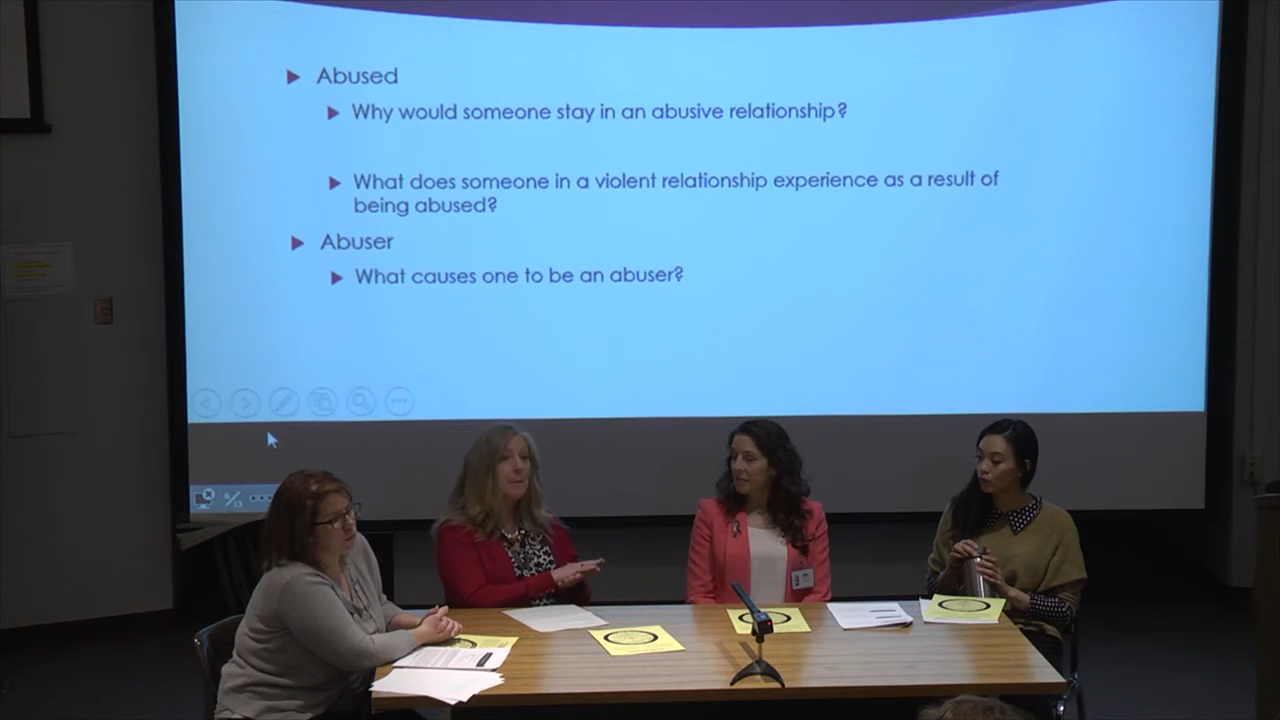 Abused
Why would someone stay in an abusive relationship?
What does someone in a violent relationship experience as a result of
being abused?
Abuser
What causes one to be an abuser?